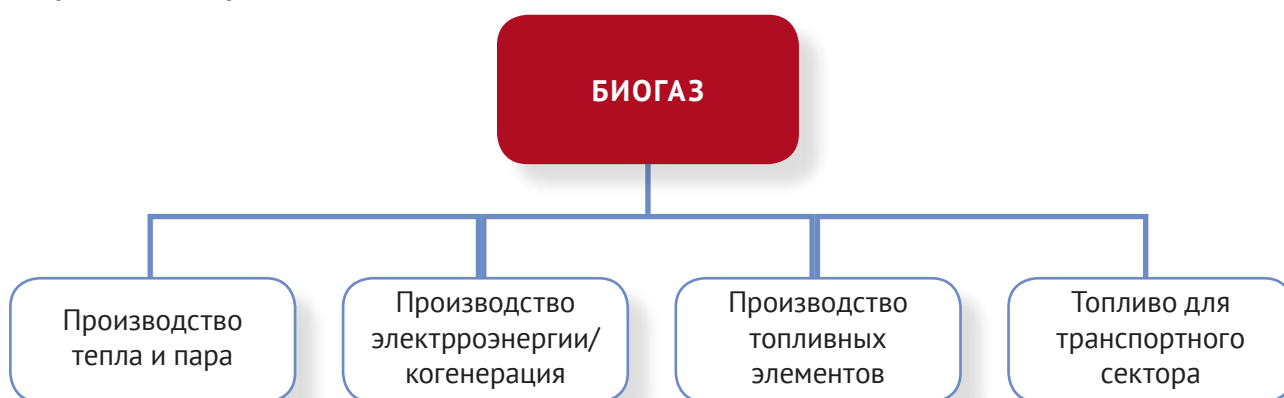 БИОГАЗ
Производство
тепла и пара
Производство
электрроэнергии/
когенерация
Производство
топливных
элементов
Топливо для
транспортного
сектора